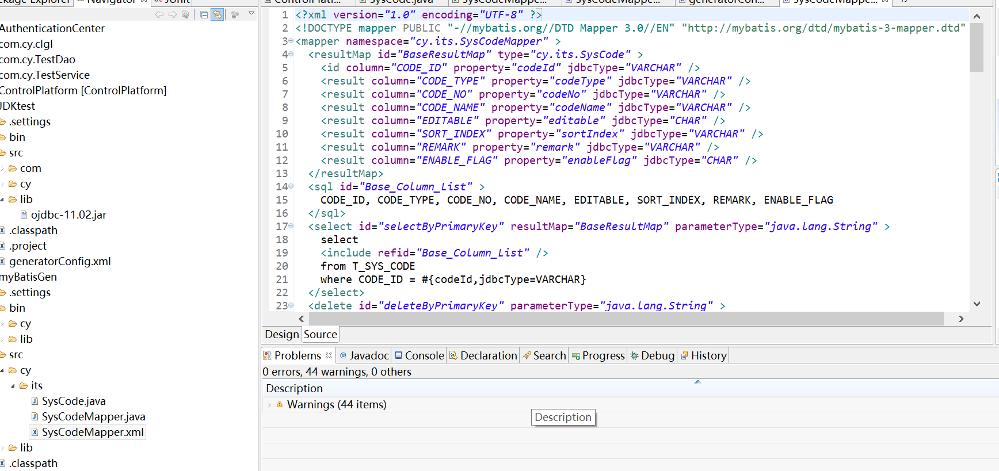 Navigator
AuthenticationCenter
com.cy.clgl
com.cy.TestDao
com.cy.TestService
ControlPlatform [ControlPlatform]
JDKtest
.settings
bin
src
com
cy
lib
ojdbc-11.02.jar
.classpath
.project
generatorConfig.xml
myBatisGen
.settings
bin
cy
lib
src
cy
its
SysCode.java
SysCodeMapper.java
SysCodeMapper.xml
lib
.classpath
ControlPlatf... SysCode.java SysCodeMappe... SysCodeMappe... generatorCon... SysCodeMappe...
1 <?xml version="1.0" encoding="UTF-8" ?>
2 <!DOCTYPE mapper PUBLIC "-//mybatis.org//DTD Mapper 3.0//EN" "http://mybatis.org/dtd/mybatis-3-mapper.dtd"
3 <mapper namespace="cy.its.SysCodeMapper" >
4 <resultMap id="BaseResultMap" type="cy.its.SysCode" >
5 <id column="CODE_ID" property="codeId" jdbcType="VARCHAR" />
6 <result column="CODE_TYPE" property="codeType" jdbcType="VARCHAR" />
7 <result column="CODE_NO" property="codeNo" jdbcType="VARCHAR" />
8 <result column="CODE_NAME" property="codeName" jdbcType="VARCHAR" />
9 <result column="EDITABLE" property="editable" jdbcType="CHAR" />
10 <result column="SORT_INDEX" property="sortIndex" jdbcType="VARCHAR" />
11 <result column="REMARK" property="remark" jdbcType="VARCHAR" />
12 <result column="ENABLE_FLAG" property="enableFlag" jdbcType="CHAR" />
13 </resultMap>
14 <sql id="Base_Column_List" >
15 CODE_ID, CODE_TYPE, CODE_NO, CODE_NAME, EDITABLE, SORT_INDEX, REMARK, ENABLE_FLAG
16 </sql>
17 <select id="selectByPrimaryKey" resultMap="BaseResultMap" parameterType="java.lang.String" >
18 select
19 <include refid="Base_Column_List" />
20 from T_SYS_CODE
21 where CODE_ID = #{codeId,jdbcType=VARCHAR}
22 </select>
23 <delete id="deleteByPrimaryKey" parameterType="java.lang.String" >
Design Source
Problems Javadoc Console Declaration Search Progress Debug History
0 errors, 44 warnings, 0 others
Description
Warnings (44 items)
Description